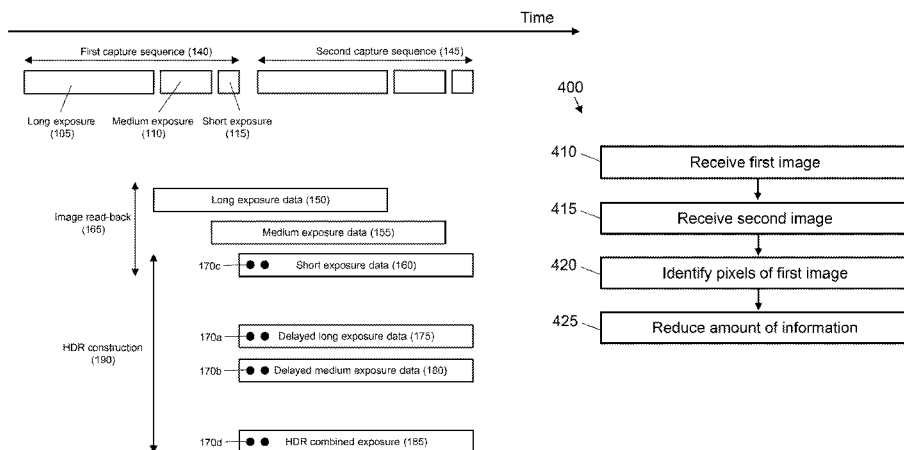 Time
First capture sequence (140)
Second capture sequence (145)
Long exposure
(105)
Medium exposure
(110)
Short exposure
(115)
Image read-back
(165)
Long exposure data (150)
Medium exposure data (155)
170c
Short exposure data (160)
HDR construction
(190)
170a
Delayed long exposure data (175)
170b
Delayed medium exposure data (180)
170d
HDR combined exposure (185)
400
410
Receive first image
415
Receive second image
420
Identify pixels of first image
425
Reduce amount of information